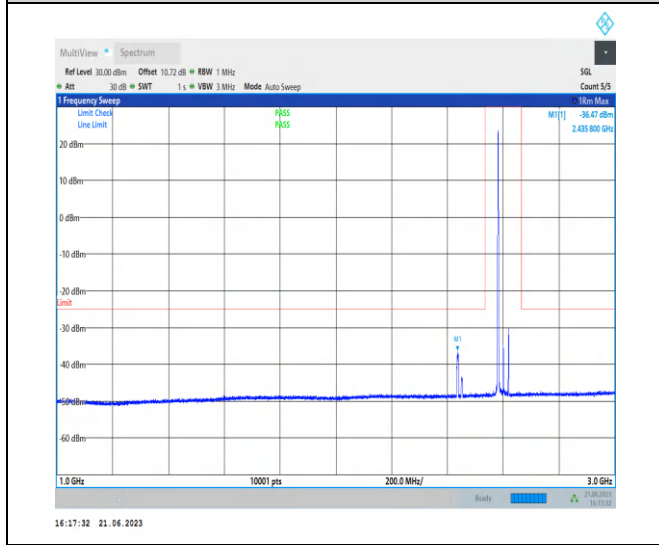 MultiView Spectrum
Ref Level 30.00 dBm Offset 10.72 dB RBW 1 MHz SGL
Att 30 dB SWT 1 s VBW 3 MHz Mode Auto Sweep Count 5/5
1 Frequency Sweep 1Rm Max
Limit Check PASS M1[1] -36.47 dBm
Line Limit PASS 2.435 800 GHz
20 dBm
10 dBm
0 dBm
-10 dBm
-20 dBm
Limit
-30 dBm
M1
-40 dBm
-50 dBm
-60 dBm
1.0 GHz 10001 pts 200.0 MHz/ 3.0 GHz
Ready 21.06.2023
16:17:32
16:17:32 21.06.2023